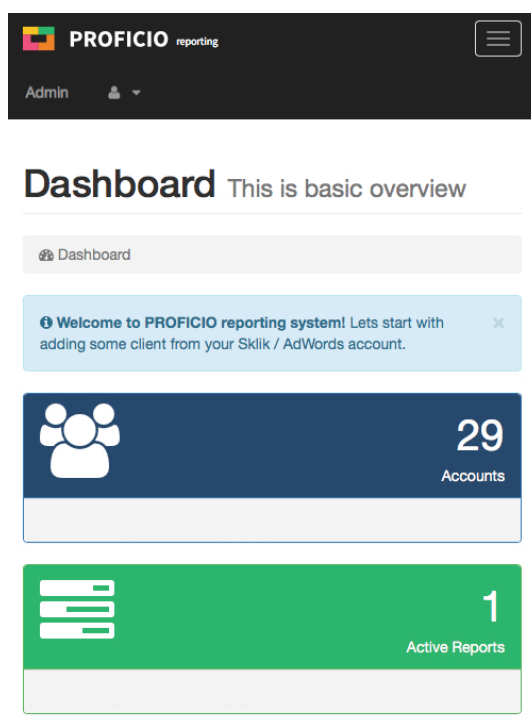 PROFICIO reporting
Admin
Dashboard This is basic overview
Dashboard
Welcome to PROFICIO reporting system! Lets start with
adding some client from your Sklik / AdWords account.
29
Accounts
1
Active Reports